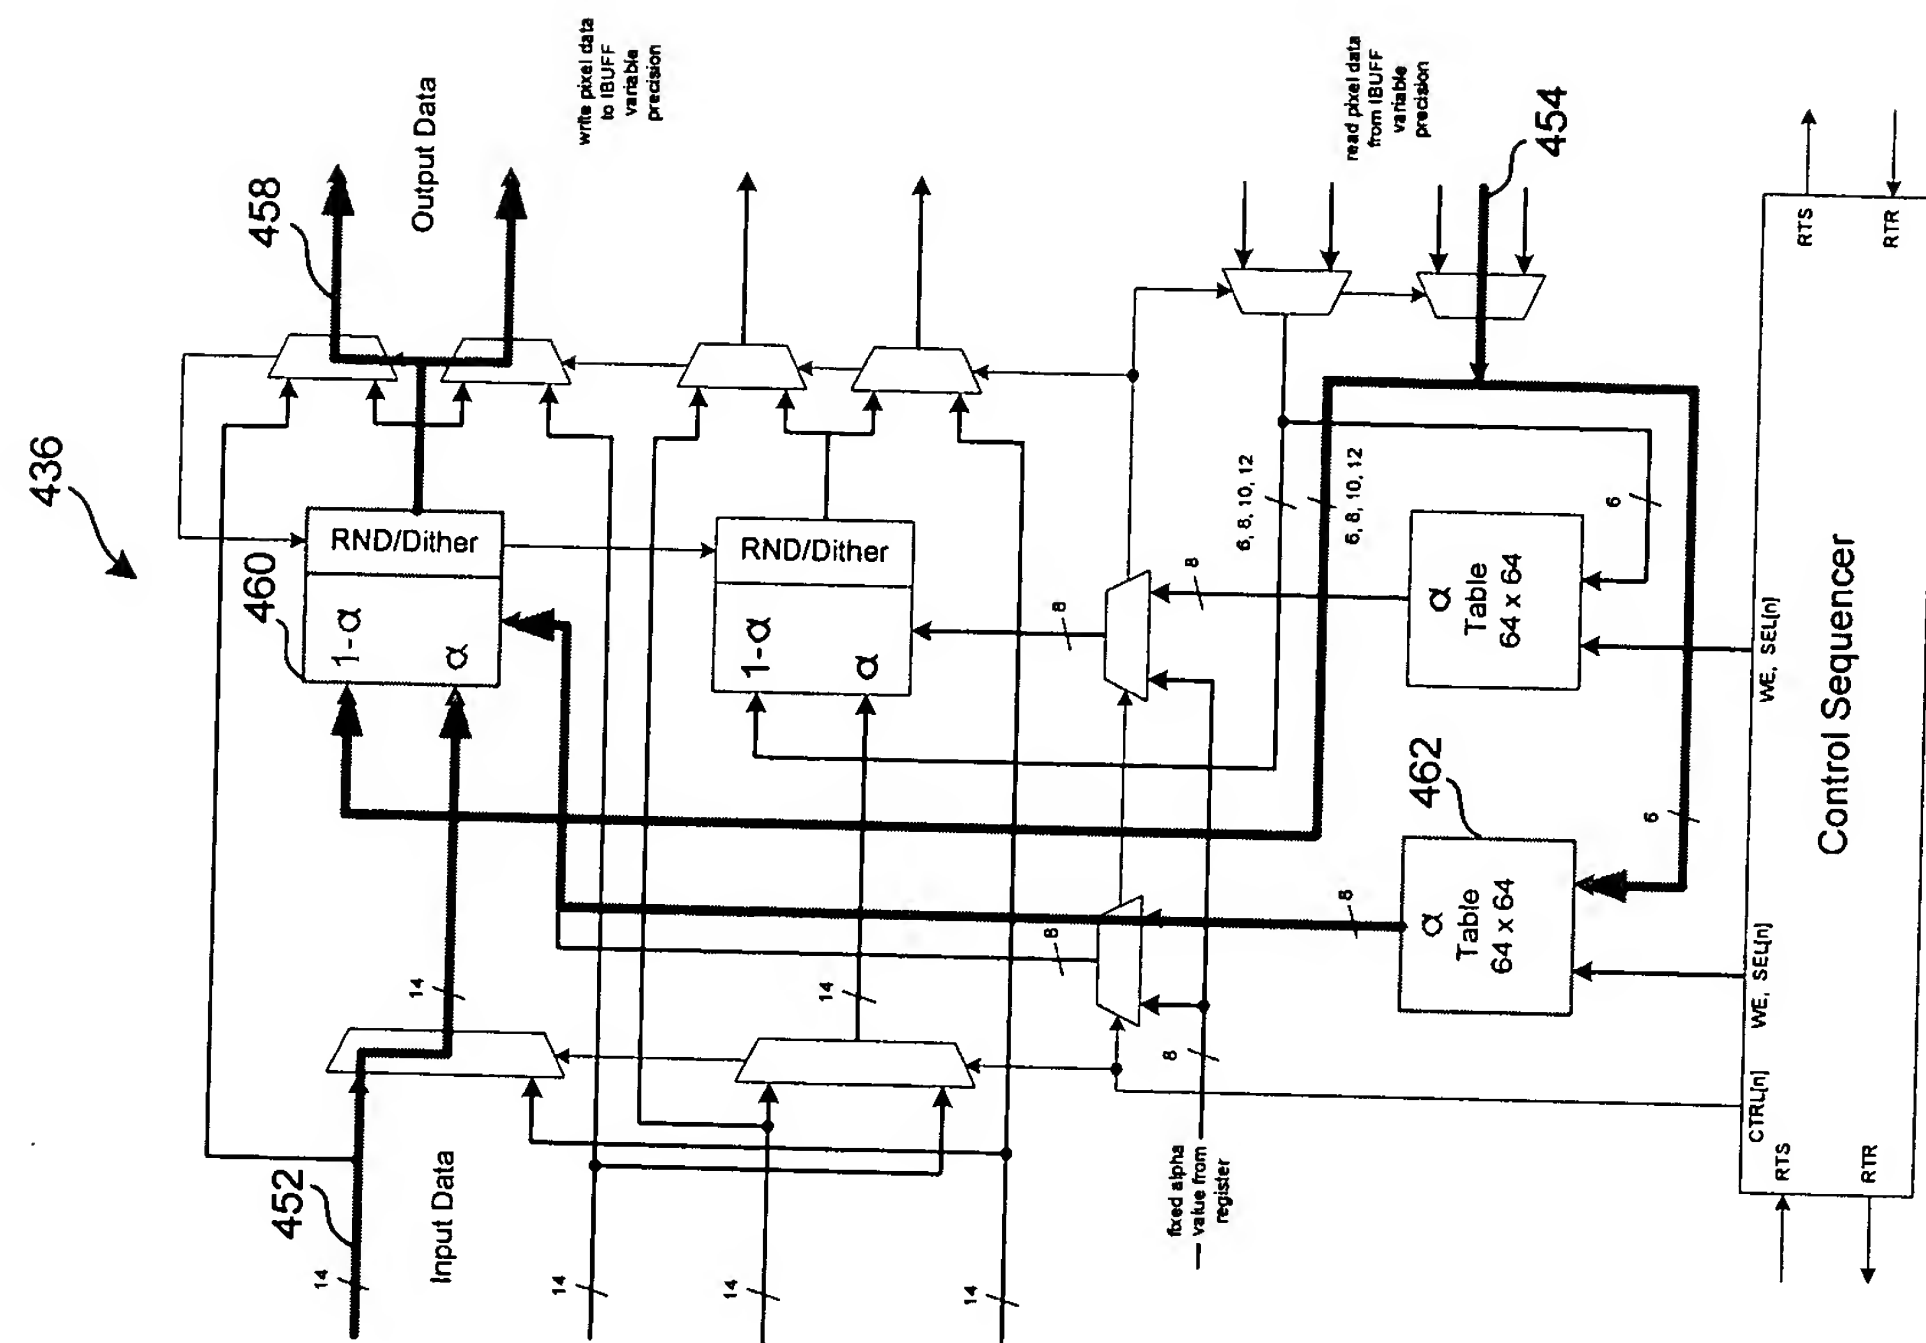 436
458
Output Data
write pixel data
to IBUFF
variable
precision
460
RND/Dither
1-α
α
RND/Dither
1-α
α
452
14
Input Data
14
14
14
14
14
8
8
8
8
8
fixed alpha
value from
register
6, 8, 10, 12
6, 8, 10, 12
read pixel data
from IBUFF
variable
precision
454
α
Table
64 x 64
6
462
α
Table
64 x 64
6
WE, SEL[n]
WE, SEL[n]
CTRL[n]
RTS
RTR
Control Sequencer
RTS
RTR